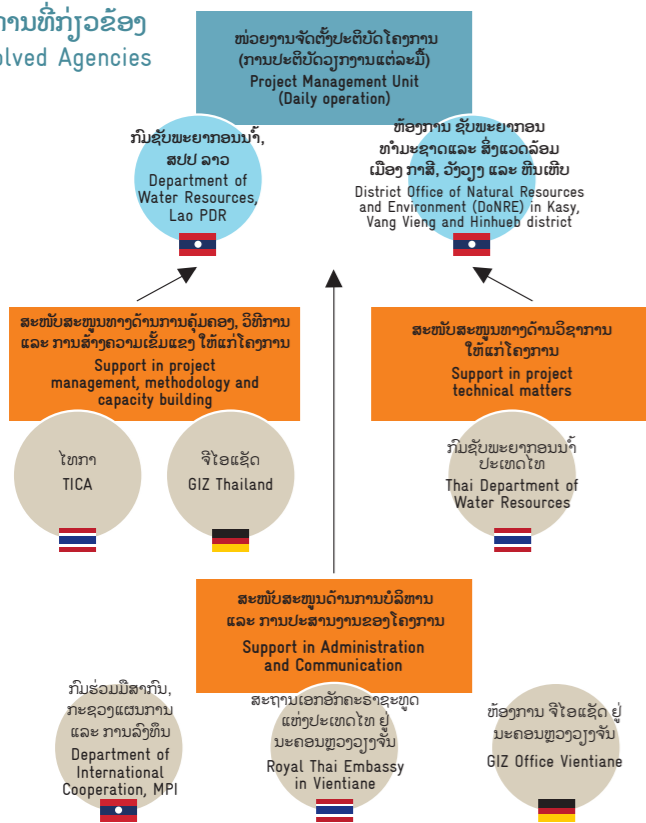 ານທີ່ກ່ຽວຂ້ອງ
olved Agencies
ໜ່ວຍງານຈັດຕັ້ງປະຕິບັດໂຄງການ
(ການປະຕິບັດວຽກງານແຕ່ລະມື້)
Project Management Unit
(Daily operation)
ກົມຊັບພະຍາກອນນ້ຳ,
ສປປ ລາວ
Department of
Water Resources,
Lao PDR
ຫ້ອງການ ຊັບພະຍາກອນ
ທຳມະຊາດແລະ ສິ່ງແວດລ້ອມ
ເມືອງ ກາສີ, ວັງວຽງ ແລະ ຫີນເຫີບ
District Office of Natural Resources
and Environment (DoNRE) in Kasy,
Vang Vieng and Hinhueb district
ສະໜັບສະໜູນທາງດ້ານການຄຸ້ມຄອງ, ວິທີການ
ແລະ ການສ້າງຄວາມເຂັ້ມແຂງ ໃຫ້ແກ່ໂຄງການ
Support in project
management, methodology and
capacity building
ໄທກາ
TICA
ຈີໄອແຊັດ
GIZ Thailand
ສະໜັບສະໜູນທາງດ້ານວິຊາການ
ໃຫ້ແກ່ໂຄງການ
Support in project
technical matters
ກົມຊັບພະຍາກອນນ້ຳ
ປະເທດໄທ
Thai Department of
Water Resources
ສະໜັບສະໜູນດ້ານການບໍລິຫານ
ແລະ ການປະສານງານຂອງໂຄງການ
Support in Administration
and Communication
ກົມຮ່ວມມືສາກົນ,
ກະຊວງແຜນການ
ແລະ ການລົງທຶນ
Department of
International
Cooperation, MPI
ສະຖານເອກອັກຄະຣາຊະທູດ
ແຫ່ງປະເທດໄທ ຢູ່
ນະຄອນຫຼວງວຽງຈັນ
Royal Thai Embassy
in Vientiane
ຫ້ອງການ ຈີໄອແຊັດ ຢູ່
ນະຄອນຫຼວງວຽງຈັນ
GIZ Office Vientiane